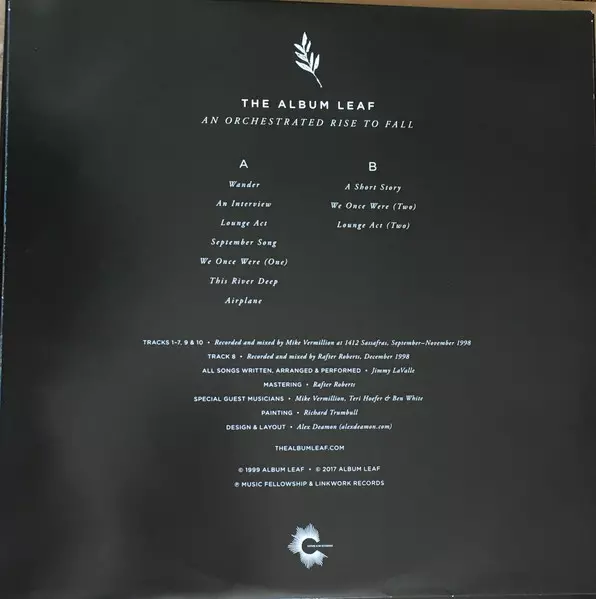 THE ALBUM LEAF
AN ORCHESTRATED RISE TO FALL
A
Wander
An Interview
Lounge Act
September Song
We Once Were (One)
This River Deep
Airplane
B
A Short Story
We Once Were (Two)
Lounge Act (Two)
TRACKS 1-7, 9 & 10 • Recorded and mixed by Mike Vermillion at 1412 Sassafras, September–November 1998
TRACK 8 • Recorded and mixed by Rafter Roberts, December 1998
ALL SONGS WRITTEN, ARRANGED & PERFORMED • Jimmy LaValle
MASTERING • Rafter Roberts
SPECIAL GUEST MUSICIANS • Mike Vermillion, Teri Hoefer & Ben White
PAINTING • Richard Trumbull
DESIGN & LAYOUT • Alex Deamon (alexdeamon.com)
THEALBUMLEAF.COM
© 1999 ALBUM LEAF • © 2017 ALBUM LEAF
℗ MUSIC FELLOWSHIP & LINKWORK RECORDS
C